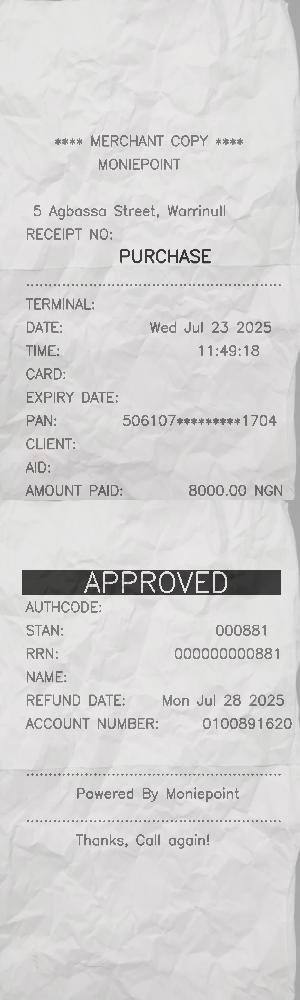 **** MERCHANT COPY ****
MONIEPOINT
5 Agbassa Street, Warrinull
RECEIPT NO:
PURCHASE
TERMINAL:
DATE: Wed Jul 23 2025
TIME: 11:49:18
CARD:
EXPIRY DATE:
PAN: 506107*********1704
CLIENT:
AID:
AMOUNT PAID: 8000.00 NGN
APPROVED
AUTHCODE:
STAN: 000881
RRN: 000000000881
NAME:
REFUND DATE: Mon Jul 28 2025
ACCOUNT NUMBER: 0100891620
Powered By Moniepoint
Thanks, Call again!